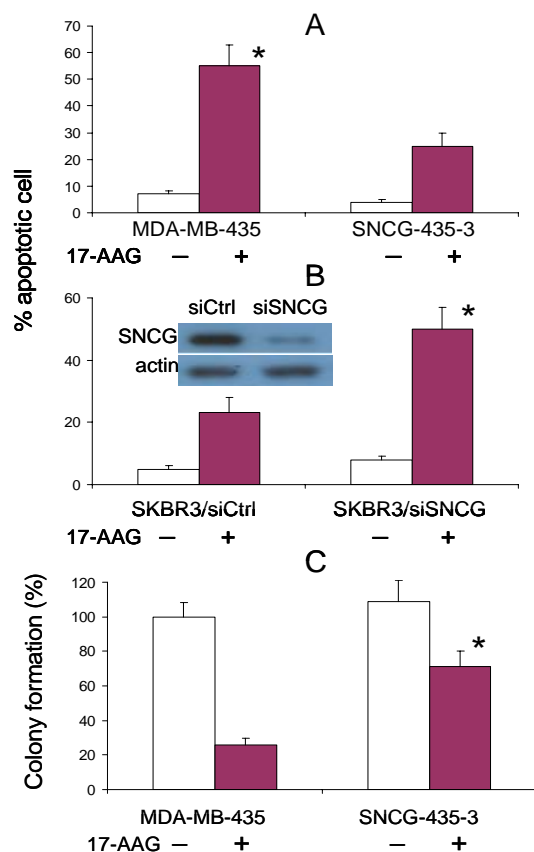 A
% apoptotic cell
70
60
50
40
30
20
10
0
*
MDA-MB-435 SNCG-435-3
17-AAG — + — +
B
60
40
20
0
siCtrl siSNCG
SNCG
actin
*
SKBR3/siCtrl SKBR3/siSNCG
17-AAG — + — +
C
Colony formation (%)
120
100
80
60
40
20
0
*
MDA-MB-435 SNCG-435-3
17-AAG — + — +